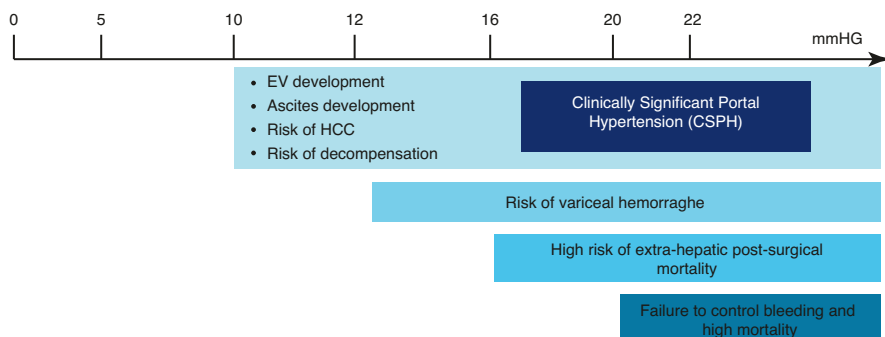 0 5 10 12 16 20 22
mmHG
• EV development
• Ascites development
• Risk of HCC
• Risk of decompensation
Clinically Significant Portal
Hypertension (CSPH)
Risk of variceal hemorraghe
High risk of extra-hepatic post-surgical
mortality
Failure to control bleeding and
high mortality